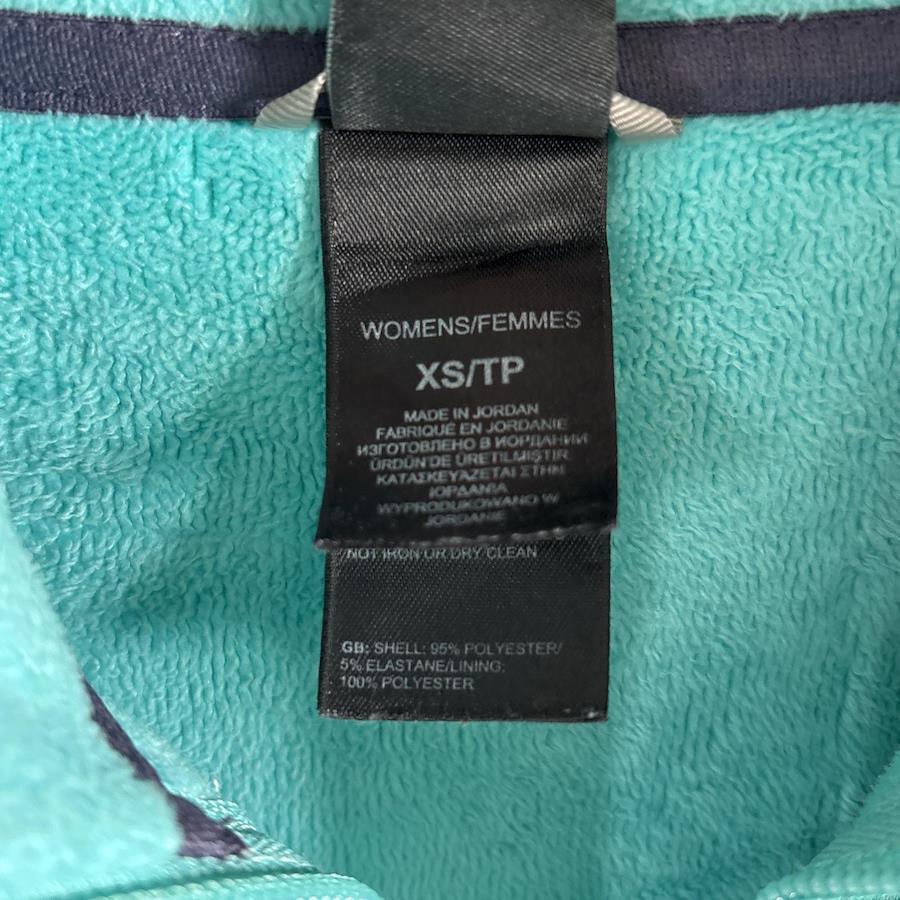 WOMENS/FEMMES
XS/TP
MADE IN JORDAN
FABRIQUÉ EN JORDANIE
ИЗГОТОВЛЕНО В ИОРДАНИИ
ÜRDÜN'DE ÜRETILMIŞTIR
ΚΑΤΑΣΚΕΥΑΖΕΤΑΙ ΣΤΗΝ
ΙΟΡΔΑΝΙΑ
WYPRODUKOWANO W
JORDANIE
NOT IRON OR DRY CLEAN
GB: SHELL: 95% POLYESTER/
5% ELASTANE/LINING:
100% POLYESTER